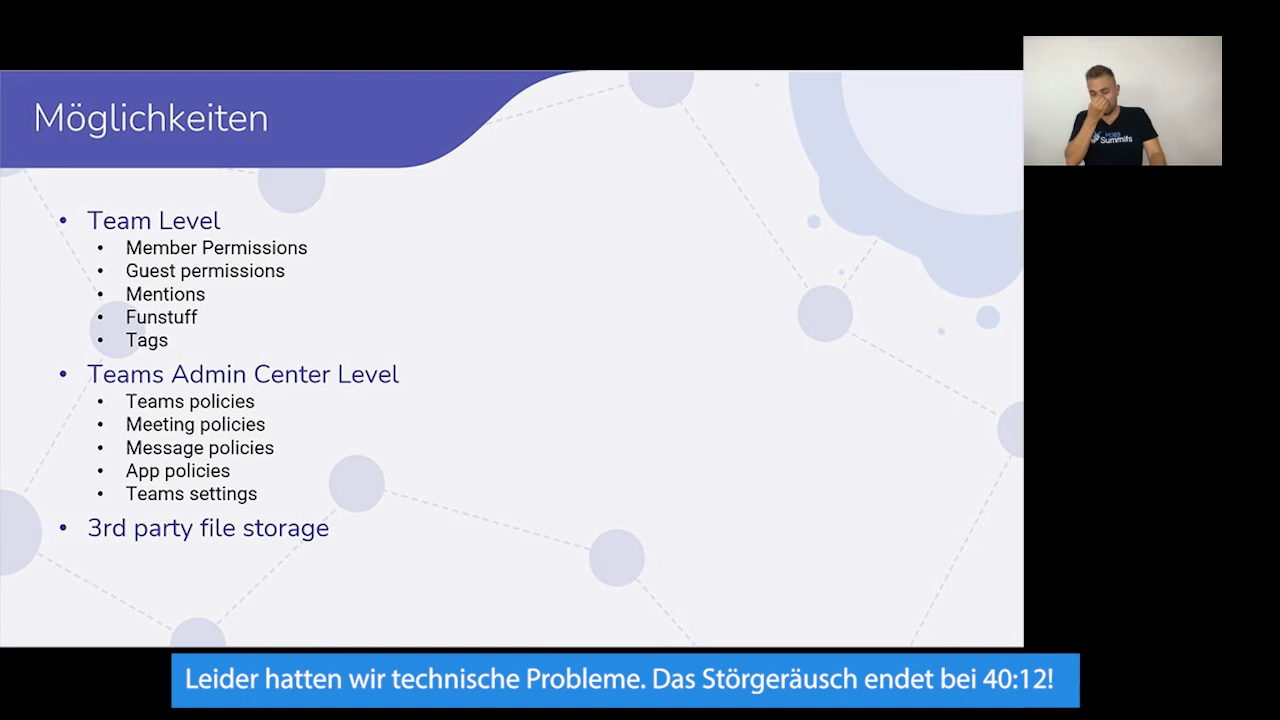 Möglichkeiten
• Team Level
• Member Permissions
• Guest permissions
• Mentions
• Funstuff
• Tags
• Teams Admin Center Level
• Teams policies
• Meeting policies
• Message policies
• App policies
• Teams settings
• 3rd party file storage
M365
Summits
Leider hatten wir technische Probleme. Das Störgeräusch endet bei 40:12!